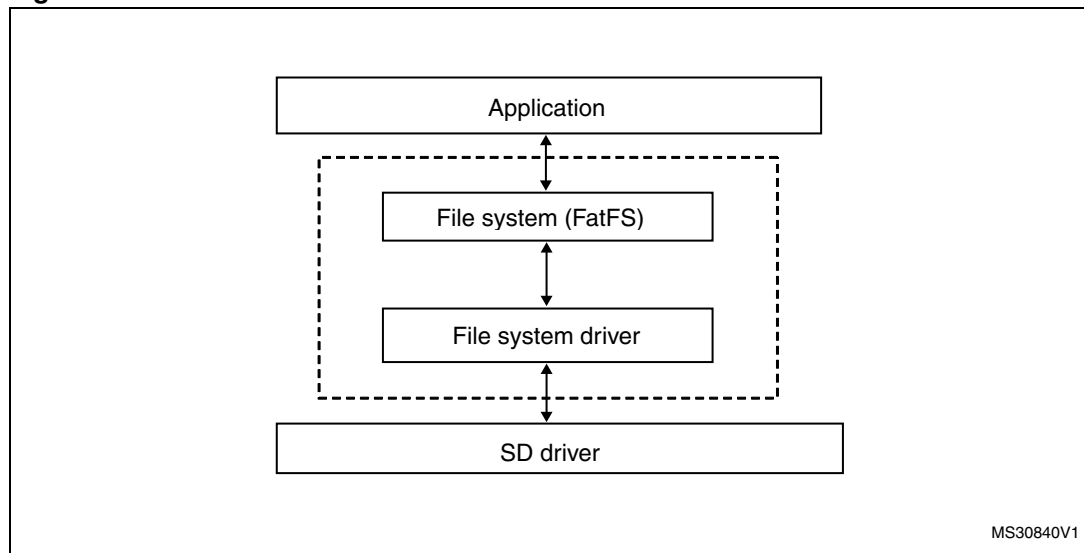 Application
File system (FatFS)
File system driver
SD driver
MS30840V1